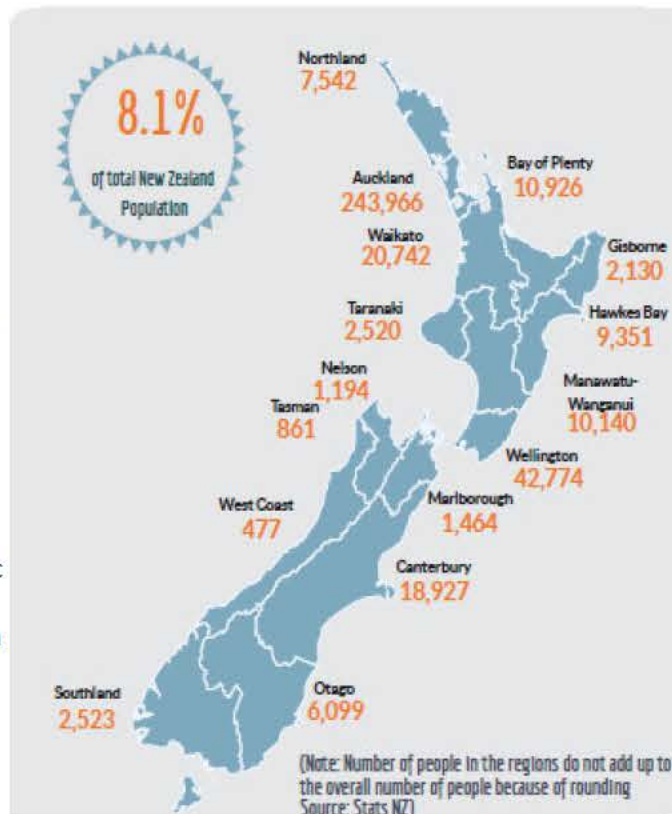 8.1%
of total New Zealand
Population
Northland
7,542
Auckland
243,966
Bay of Plenty
10,926
Waikato
20,742
Gisborne
2,130
Taranaki
2,520
Hawkes Bay
9,351
Nelson
1,194
Manawatu-
Wanganui
10,140
Tasman
861
Wellington
42,774
West Coast
477
Marlborough
1,464
Canterbury
18,927
Southland
2,523
Otago
6,099
(Note: Number of people in the regions do not add up to
the overall number of people because of rounding
Source: Stats NZ)